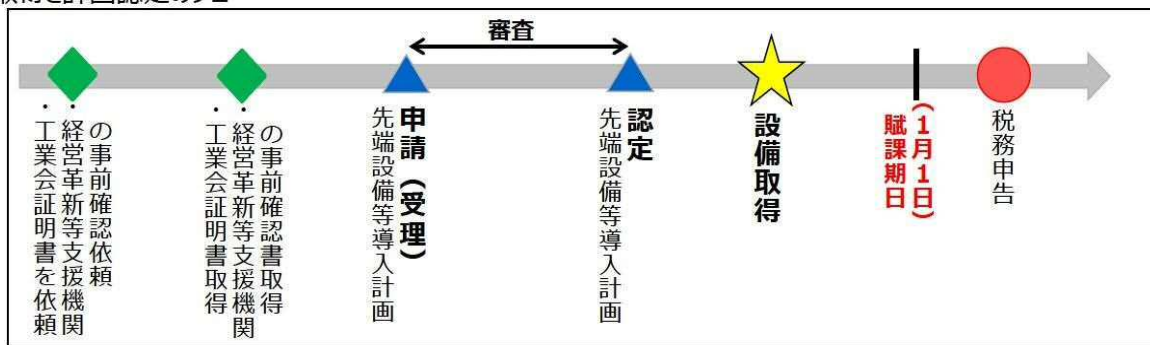 審査
・経営革新等支援機関
の事前確認依頼
・工業会証明書を依頼
・経営革新等支援機関
の事前確認書取得
・工業会証明書取得
申請（受理）
先端設備等導入計画
認定
先端設備等導入計画
設備取得
（1月1日）
賦課期日
税務申告